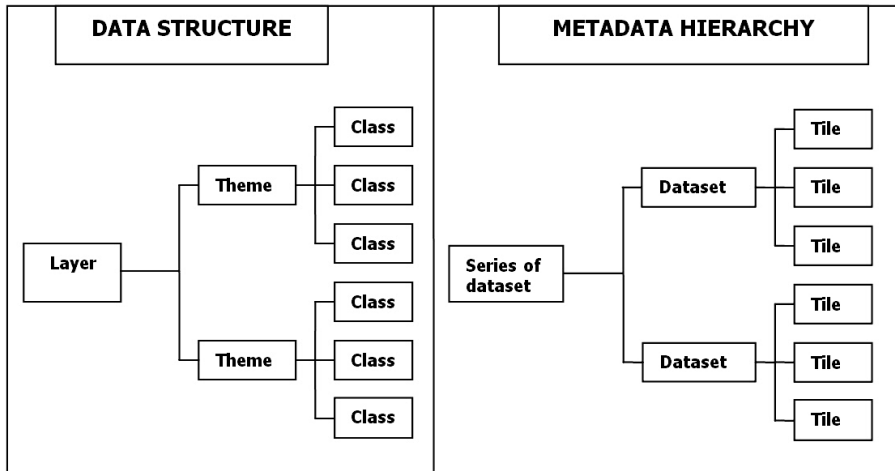 DATA STRUCTURE
Layer
Theme
Class
Class
Class
Theme
Class
Class
Class
METADATA HIERARCHY
Series of
dataset
Dataset
Tile
Tile
Tile
Dataset
Tile
Tile
Tile